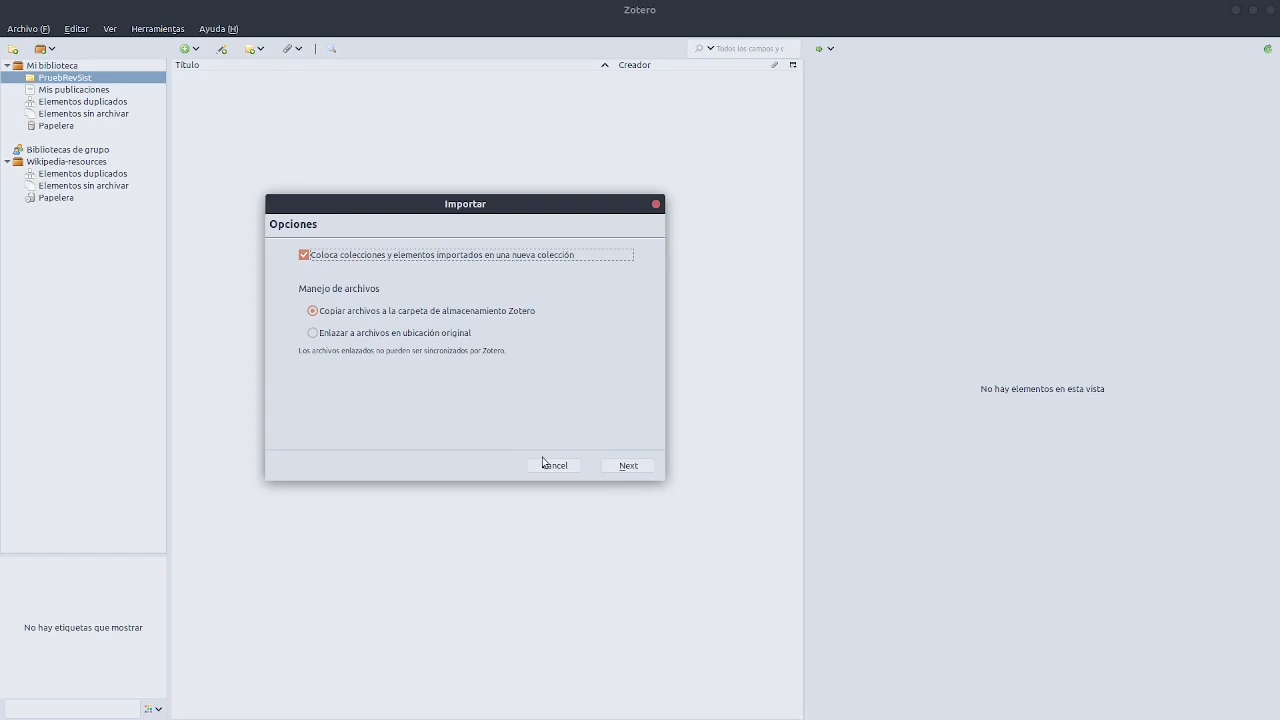 Zotero
Archivo (F) Editar Ver Herramientas Ayuda (H)
Todos los campos y e
Mi biblioteca
PruebRevSist
Mis publicaciones
Elementos duplicados
Elementos sin archivar
Papelera
Bibliotecas de grupo
Wikipedia-resources
Elementos duplicados
Elementos sin archivar
Papelera
No hay etiquetas que mostrar
Título Creador
Importar
Opciones
Coloca colecciones y elementos importados en una nueva colección
Manejo de archivos
Copiar archivos a la carpeta de almacenamiento Zotero
Enlazar a archivos en ubicación original
Los archivos enlazados no pueden ser sincronizados por Zotero.
Cancel Next
No hay elementos en esta vista